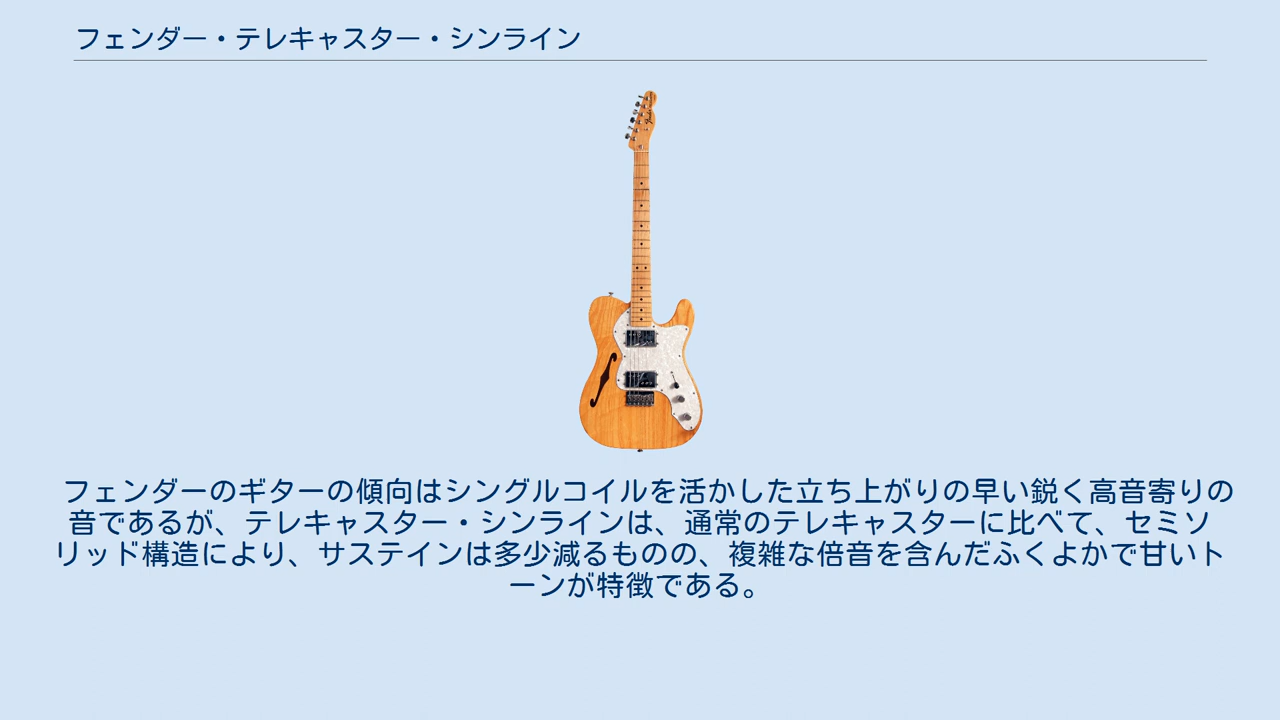 フェンダー・テレキャスター・シンライン
Fender
フェンダーのギターの傾向はシングルコイルを活かした立ち上がりの早い鋭く高音寄りの
音であるが、テレキャスター・シンラインは、通常のテレキャスターに比べて、セミソ
リッド構造により、サステインは多少減るものの、複雑な倍音を含んだふくよかで甘いト
ーンが特徴である。